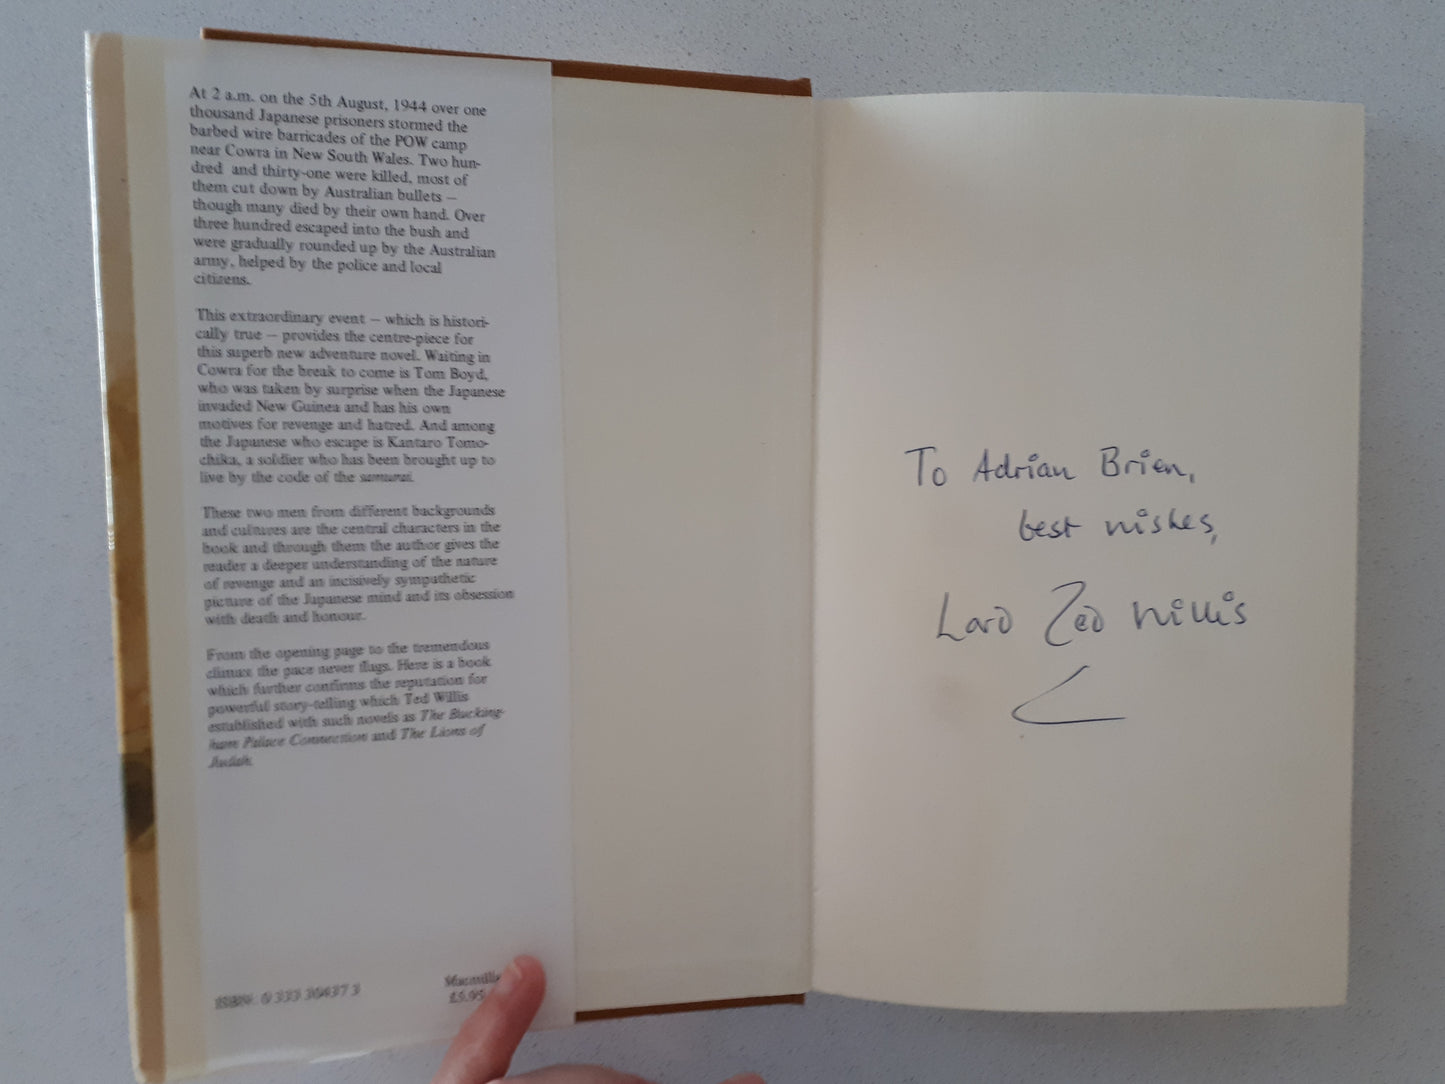 At 2 a.m. on the 5th August, 1944 over one
thousand Japanese prisoners stormed the
barbed wire barricades of the POW camp
near Cowra in New South Wales. Two hun-
dred and thirty-one were killed, most of
them cut down by Australian bullets –
though many died by their own hand. Over
three hundred escaped into the bush and
were gradually rounded up by the Australian
army, helped by the police and local
citizens.
This extraordinary event – which is histori-
cally true – provides the centre-piece for
this superb new adventure novel. Waiting in
Cowra for the break to come is Tom Boyd,
who was taken by surprise when the Japanese
invaded New Guinea and has his own
motives for revenge and hatred. And among
the Japanese who escape is Kantaro Tomo-
chika, a soldier who has been brought up to
live by the code of the samurai.
These two men from different backgrounds
and cultures are the central characters in the
book and through them the author gives the
reader a deeper understanding of the nature
of revenge and an incisively sympathetic
picture of the Japanese mind and its obsession
with death and honour.
From the opening page to the tremendous
climax the pace never flags. Here is a book
which further confirms the reputation for
powerful story-telling which Ted Willis
established with such novels as The Bucking-
ham Palace Connection and The Lions of
Judah.
ISBN: 0 333 30437 3
£5.95
To Adrian Brien,
best wishes,
Lord Ted Willis